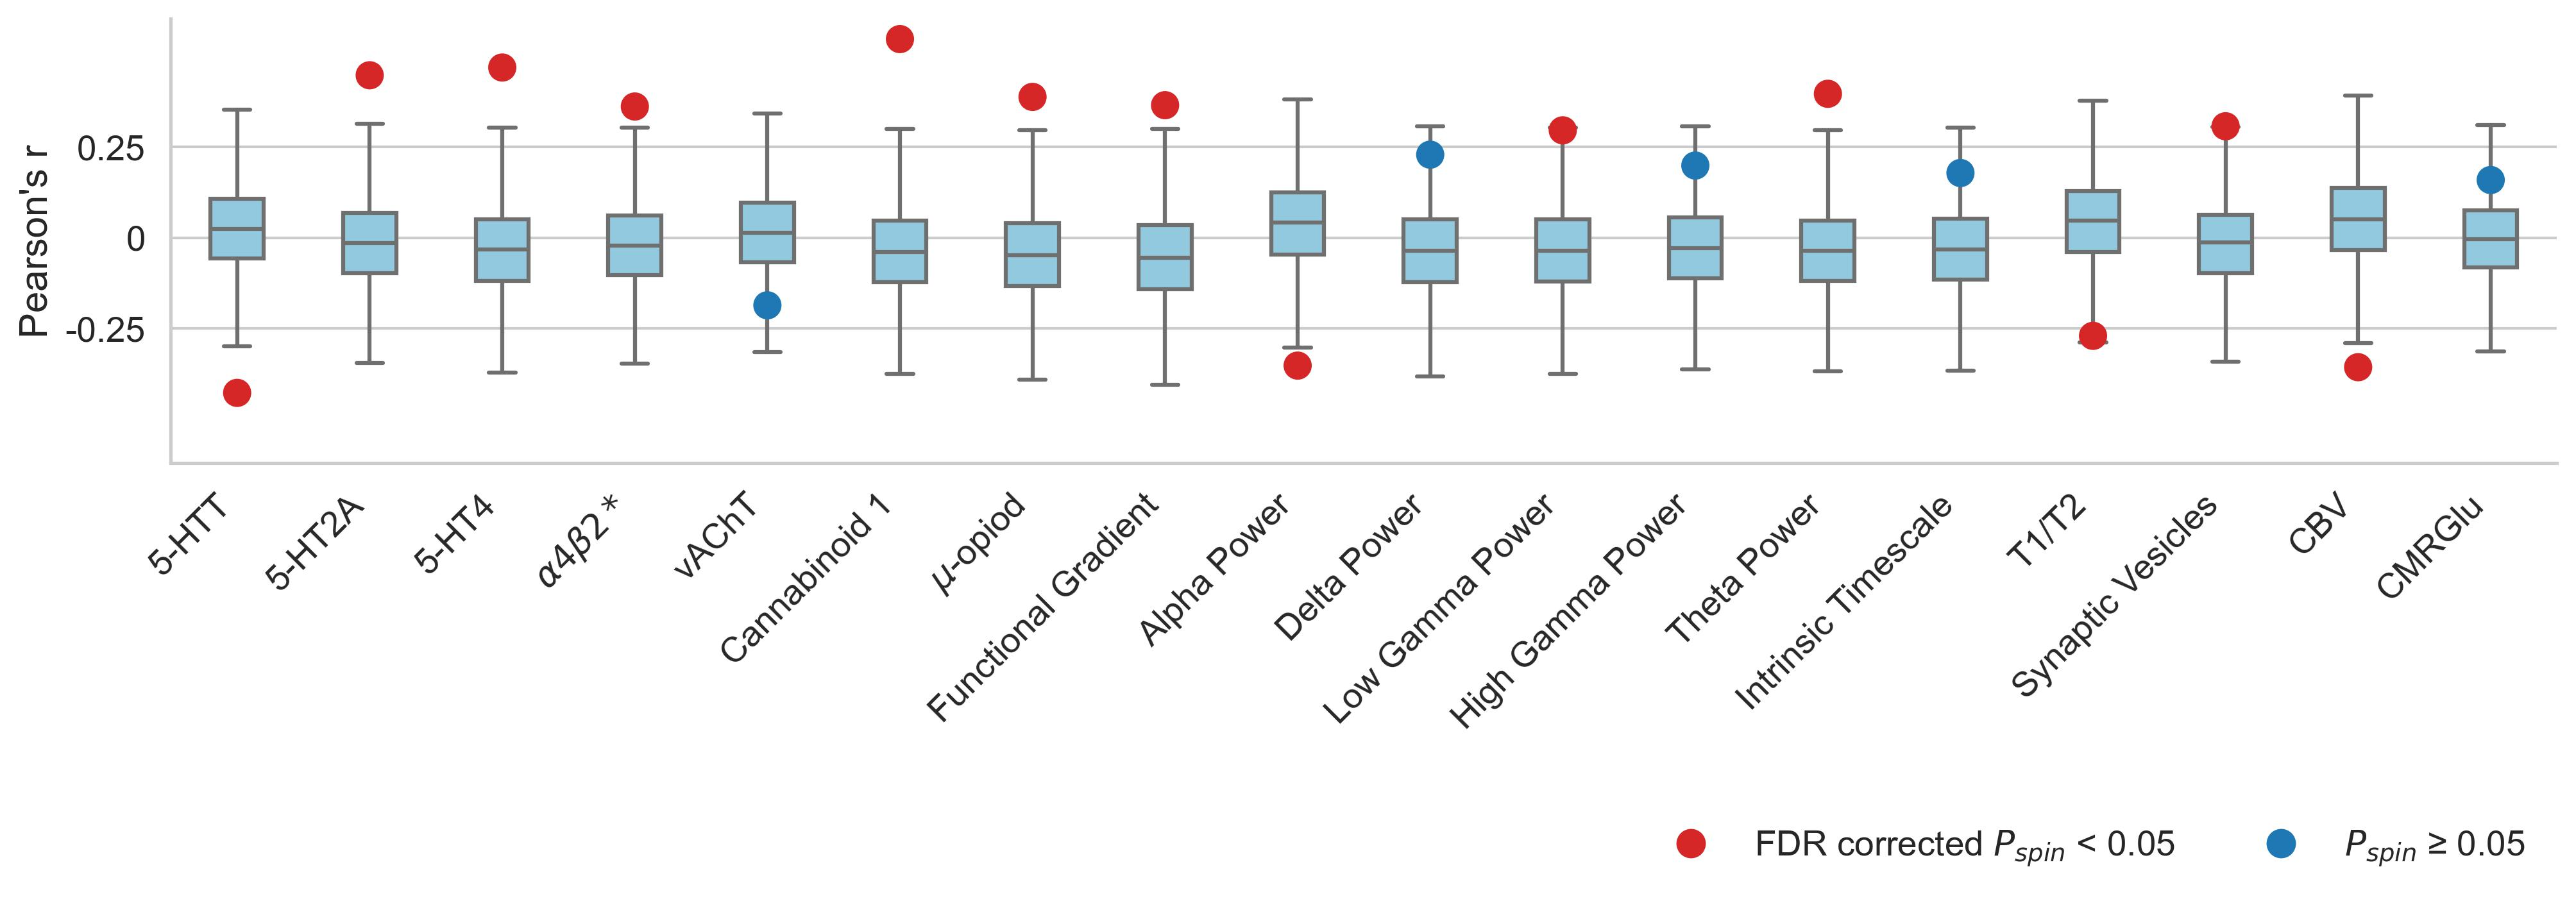 Pearson's r
0.25
0
-0.25
5-HTT
5-HT2A
5-HT4
α4β2*
vAChT
Cannabinoid 1
μ-opiod
Functional Gradient
Alpha Power
Delta Power
Low Gamma Power
High Gamma Power
Theta Power
Intrinsic Timescale
T1/T2
Synaptic Vesicles
CBV
CMRGlu
FDR corrected P_spin < 0.05
P_spin ≥ 0.05